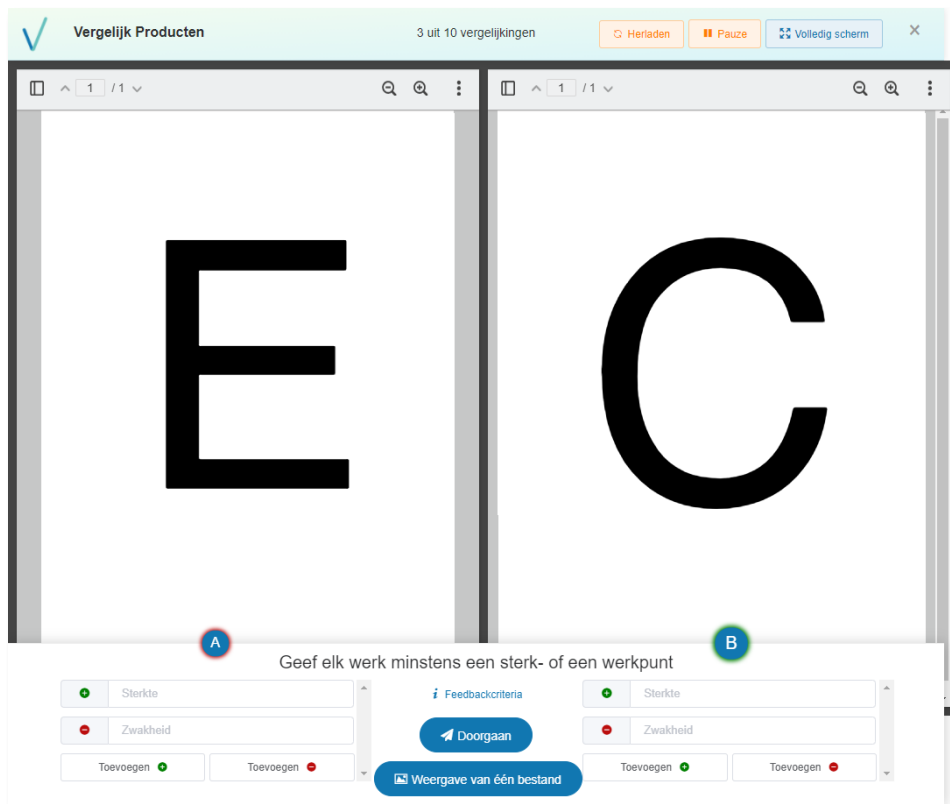 Vergelijk Producten
3 uit 10 vergelijkingen
Herladen
Pauze
Volledig scherm
1 / 1
1 / 1
E
C
A
B
Geef elk werk minstens een sterk- of een werkpunt
Sterkte
Zwakheid
Toevoegen
Toevoegen
Feedbackcriteria
Doorgaan
Weergave van één bestand
Sterkte
Zwakheid
Toevoegen
Toevoegen